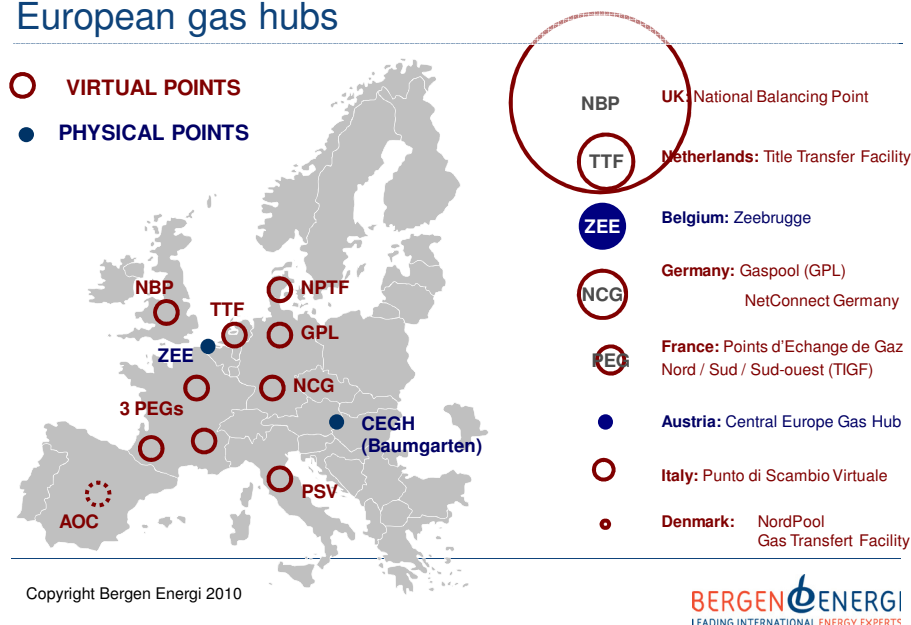 European gas hubs
VIRTUAL POINTS
PHYSICAL POINTS
NBP
TTF
NPTF
GPL
ZEE
NCG
3 PEGs
CEGH
(Baumgarten)
PSV
AOC
NBP
UK: National Balancing Point
TTF
Netherlands: Title Transfer Facility
ZEE
Belgium: Zeebrugge
NCG
Germany: Gaspool (GPL)
NetConnect Germany
PEG
France: Points d'Echange de Gaz
Nord / Sud / Sud-ouest (TIGF)
Austria: Central Europe Gas Hub
Italy: Punto di Scambio Virtuale
Denmark: NordPool
Gas Transfert Facility
Copyright Bergen Energi 2010
BERGEN ENERGI
LEADING INTERNATIONAL ENERGY EXPERTS